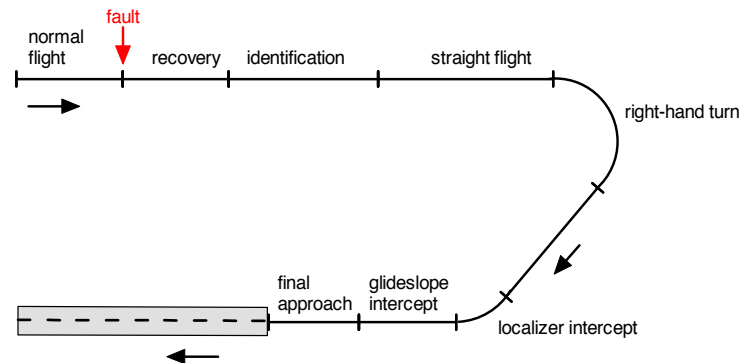 fault
normal
flight
recovery
identification
straight flight
right-hand turn
final
approach
glideslope
intercept
localizer intercept